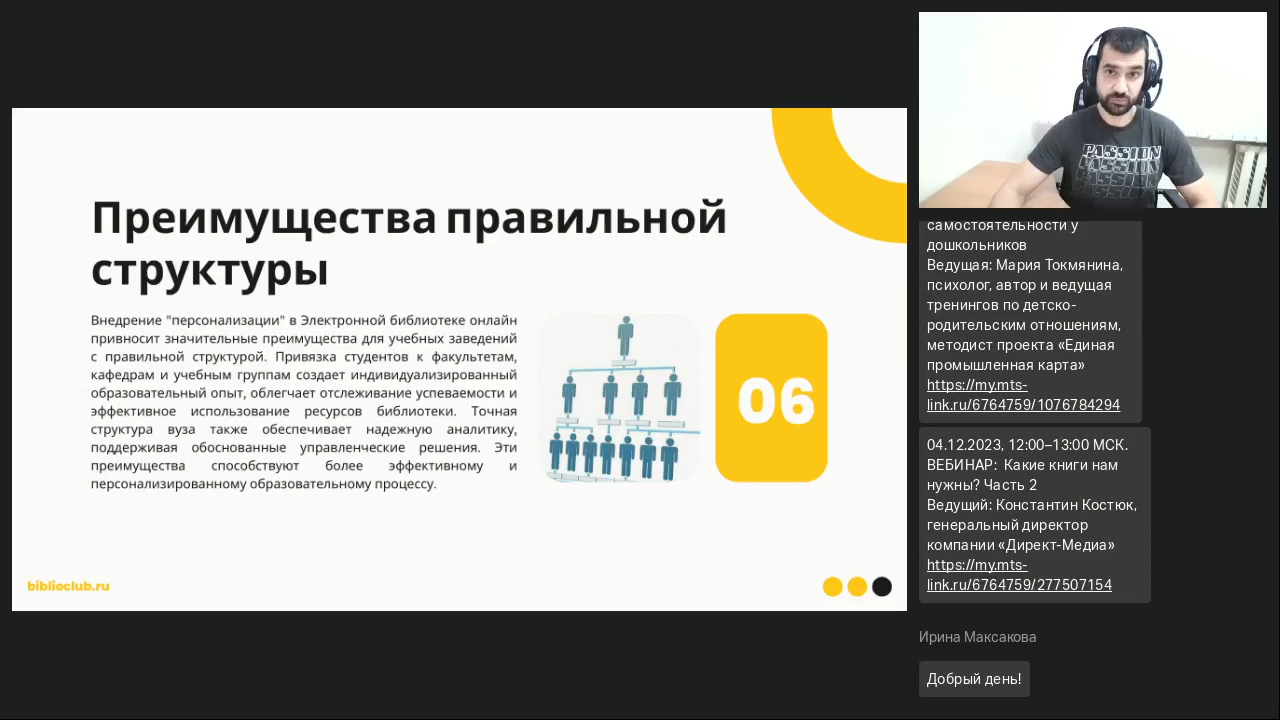 Преимущества правильной
структуры
Внедрение "персонализации" в Электронной библиотеке онлайн
привносит значительные преимущества для учебных заведений
с правильной структурой. Привязка студентов к факультетам,
кафедрам и учебным группам создает индивидуализированный
образовательный опыт, облегчает отслеживание успеваемости и
эффективное использование ресурсов библиотеки. Точная
структура вуза также обеспечивает надежную аналитику,
поддерживая обоснованные управленческие решения. Эти
преимущества способствуют более эффективному и
персонализированному образовательному процессу.
06
biblioclub.ru
PASSION
PASSION
PASSION
самостоятельности у
дошкольников
Ведущая: Мария Токмянина,
психолог, автор и ведущая
тренингов по детско-
родительским отношениям,
методист проекта «Единая
промышленная карта»
https://my.mts-
link.ru/6764759/1076784294
04.12.2023, 12:00–13:00 МСК.
ВЕБИНАР: Какие книги нам
нужны? Часть 2
Ведущий: Константин Костюк,
генеральный директор
компании «Директ-Медиа»
https://my.mts-
link.ru/6764759/277507154
Ирина Максакова
Добрый день!